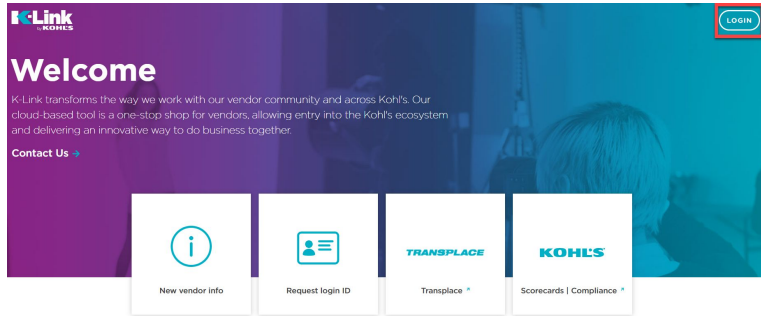 K-Link
by KOHL'S
LOGIN
Welcome
K-Link transforms the way we work with our vendor community and across Kohl's. Our
cloud-based tool is a one-stop shop for vendors, allowing entry into the Kohl's ecosystem
and delivering an innovative way to do business together.
Contact Us →
TRANSPLACE
KOHL'S
New vendor info
Request login ID
Transplace
Scorecards | Compliance